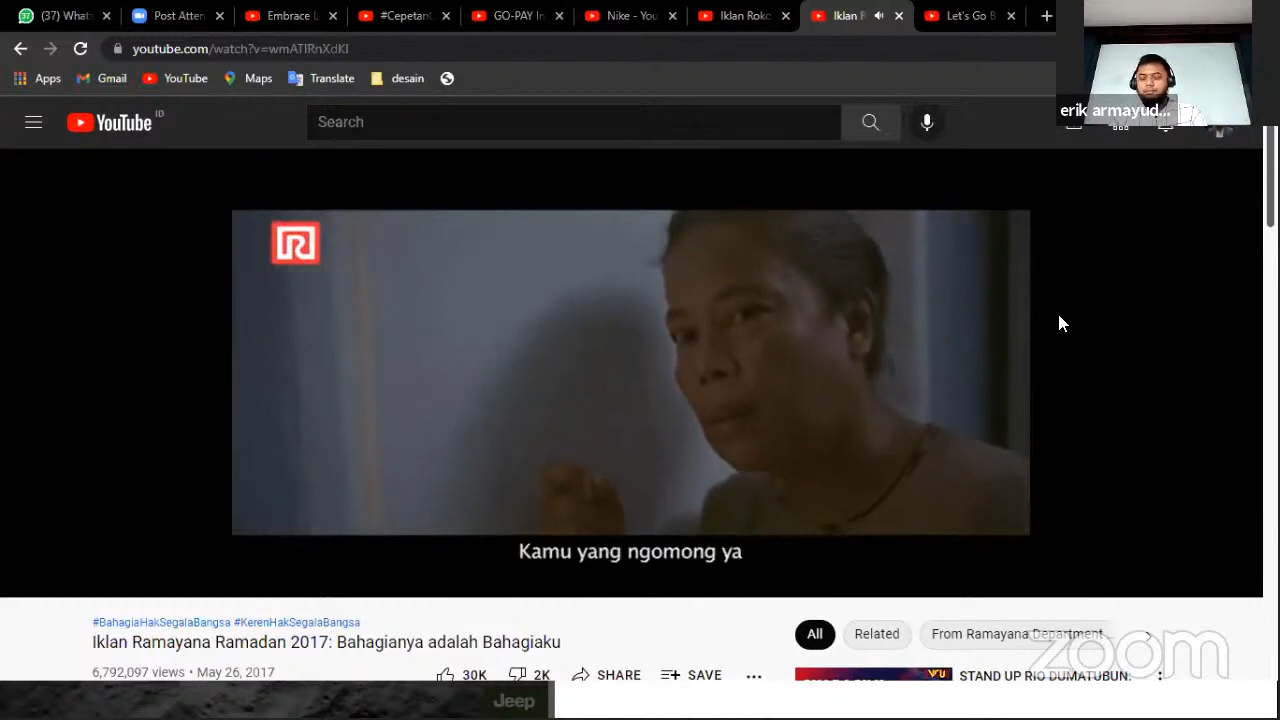 (37) Whats
Post Atten
Embrace L
#Cepetan
GO-PAY In
Nike - You
Iklan Roko
Iklan R
Let's Go B
youtube.com/watch?v=wmATIRnXdKI
Apps
Gmail
YouTube
Maps
Translate
desain
erik armayud...
YouTube ID
Search
Kamu yang ngomong ya
#BahagiaHakSegalaBangsa #KerenHakSegalaBangsa
Iklan Ramayana Ramadan 2017: Bahagianya adalah Bahagiaku
6,792,097 views • May 26, 2017
30K
2K
SHARE
SAVE
All
Related
From Ramayana Department
STAND UP RIO DUMATUBUN:
zoom
Jeep